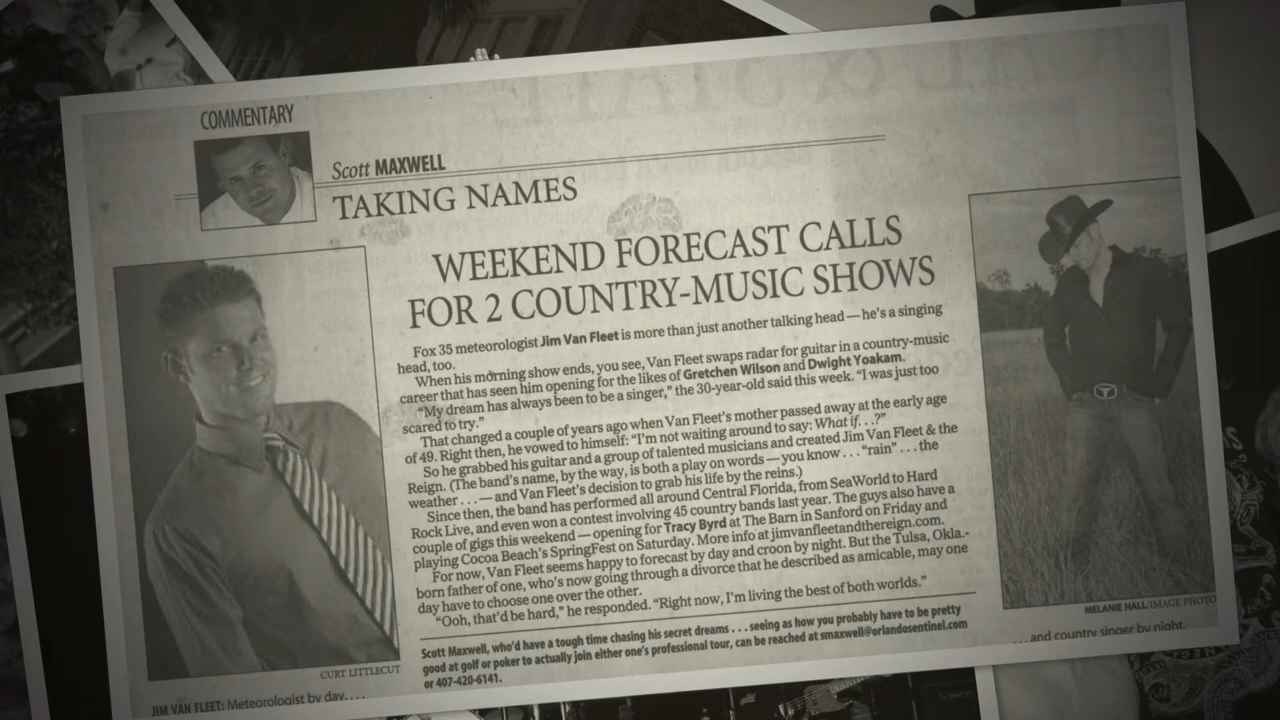 COMMENTARY
Scott MAXWELL
TAKING NAMES
WEEKEND FORECAST CALLS
FOR 2 COUNTRY-MUSIC SHOWS
Fox 35 meteorologist Jim Van Fleet is more than just another talking head — he's a singing
head, too.
When his morning show ends, you see, Van Fleet swaps radar for guitar in a country-music
career that has seen him opening for the likes of Gretchen Wilson and Dwight Yoakam.
“My dream has always been to be a singer,” the 30-year-old said this week. “I was just too
scared to try.”
That changed a couple of years ago when Van Fleet's mother passed away at the early age
of 49. Right then, he vowed to himself: “I'm not waiting around to say: What if. . .?”
So he grabbed his guitar and a group of talented musicians and created Jim Van Fleet & the
Reign. (The band's name, by the way, is both a play on words — you know . . . “rain” . . . the
weather . . . — and Van Fleet's decision to grab his life by the reins.)
Since then, the band has performed all around Central Florida, from SeaWorld to Hard
Rock Live, and even won a contest involving 45 country bands last year. The guys also have a
couple of gigs this weekend — opening for Tracy Byrd at The Barn in Sanford on Friday and
playing Cocoa Beach's SpringFest on Saturday. More info at jimvanfleetandthereign.com.
For now, Van Fleet seems happy to forecast by day and croon by night. But the Tulsa, Okla.-
born father of one, who's now going through a divorce that he described as amicable, may one
day have to choose one over the other.
“Ooh, that'd be hard,” he responded. “Right now, I'm living the best of both worlds.”
Scott Maxwell, who'd have a tough time chasing his secret dreams . . . seeing as how you probably have to be pretty
good at golf or poker to actually join either one's professional tour, can be reached at smaxwell@orlandosentinel.com
or 407-420-6141.
CURT LITTLECUT
JIM VAN FLEET: Meteorologist by day. . . .
MELANIE HALL/IMAGE PHOTO
. . . and country singer by night.